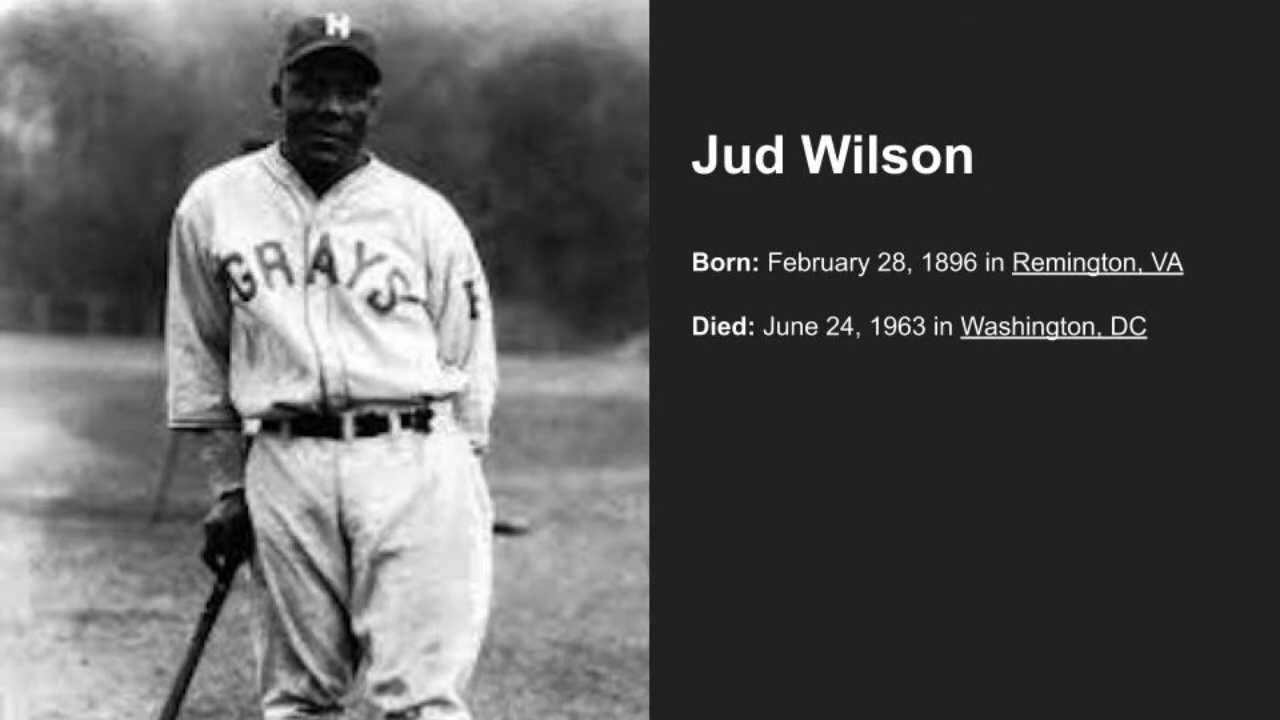 H
GRAYS
Jud Wilson
Born: February 28, 1896 in Remington, VA
Died: June 24, 1963 in Washington, DC